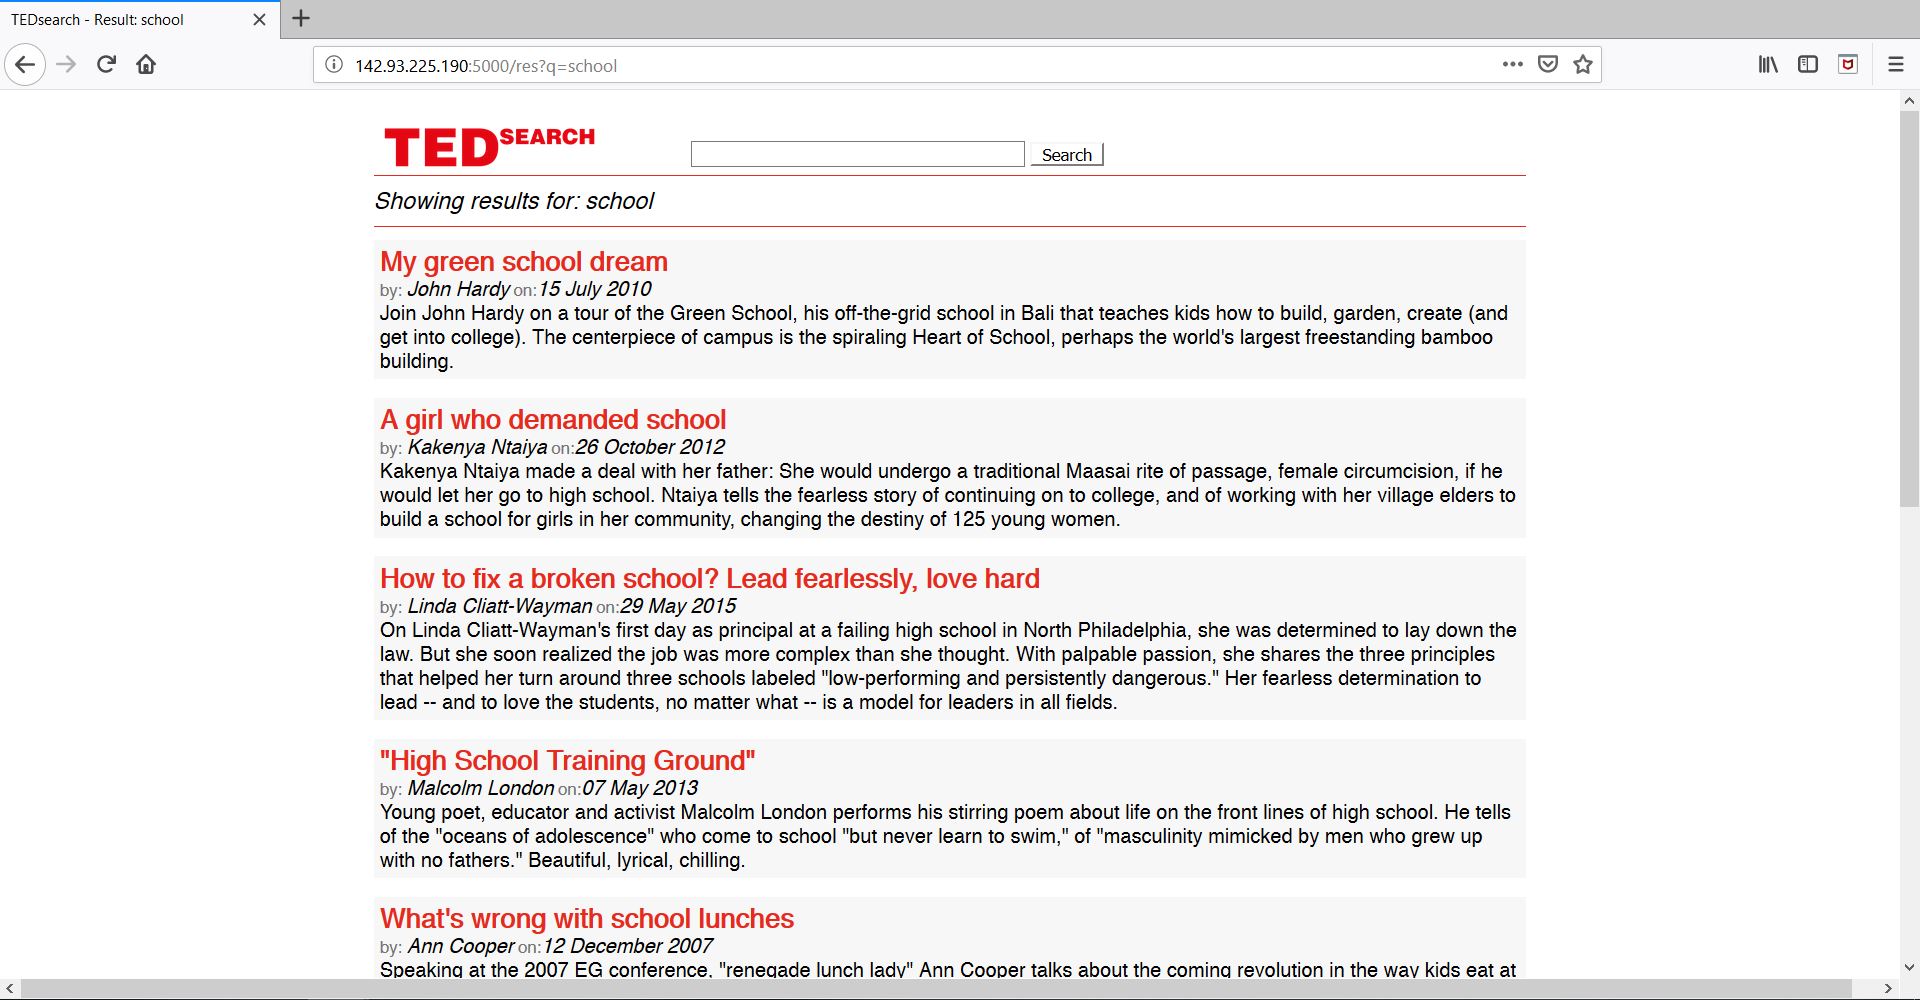 TEDsearch - Result: school
142.93.225.190:5000/res?q=school
TEDSEARCH
Search
Showing results for: school
My green school dream
by: John Hardy on:15 July 2010
Join John Hardy on a tour of the Green School, his off-the-grid school in Bali that teaches kids how to build, garden, create (and
get into college). The centerpiece of campus is the spiraling Heart of School, perhaps the world's largest freestanding bamboo
building.
A girl who demanded school
by: Kakenya Ntaiya on:26 October 2012
Kakenya Ntaiya made a deal with her father: She would undergo a traditional Maasai rite of passage, female circumcision, if he
would let her go to high school. Ntaiya tells the fearless story of continuing on to college, and of working with her village elders to
build a school for girls in her community, changing the destiny of 125 young women.
How to fix a broken school? Lead fearlessly, love hard
by: Linda Cliatt-Wayman on:29 May 2015
On Linda Cliatt-Wayman's first day as principal at a failing high school in North Philadelphia, she was determined to lay down the
law. But she soon realized the job was more complex than she thought. With palpable passion, she shares the three principles
that helped her turn around three schools labeled "low-performing and persistently dangerous." Her fearless determination to
lead -- and to love the students, no matter what -- is a model for leaders in all fields.
"High School Training Ground"
by: Malcolm London on:07 May 2013
Young poet, educator and activist Malcolm London performs his stirring poem about life on the front lines of high school. He tells
of the "oceans of adolescence" who come to school "but never learn to swim," of "masculinity mimicked by men who grew up
with no fathers." Beautiful, lyrical, chilling.
What's wrong with school lunches
by: Ann Cooper on:12 December 2007
Speaking at the 2007 EG conference, "renegade lunch lady" Ann Cooper talks about the coming revolution in the way kids eat at